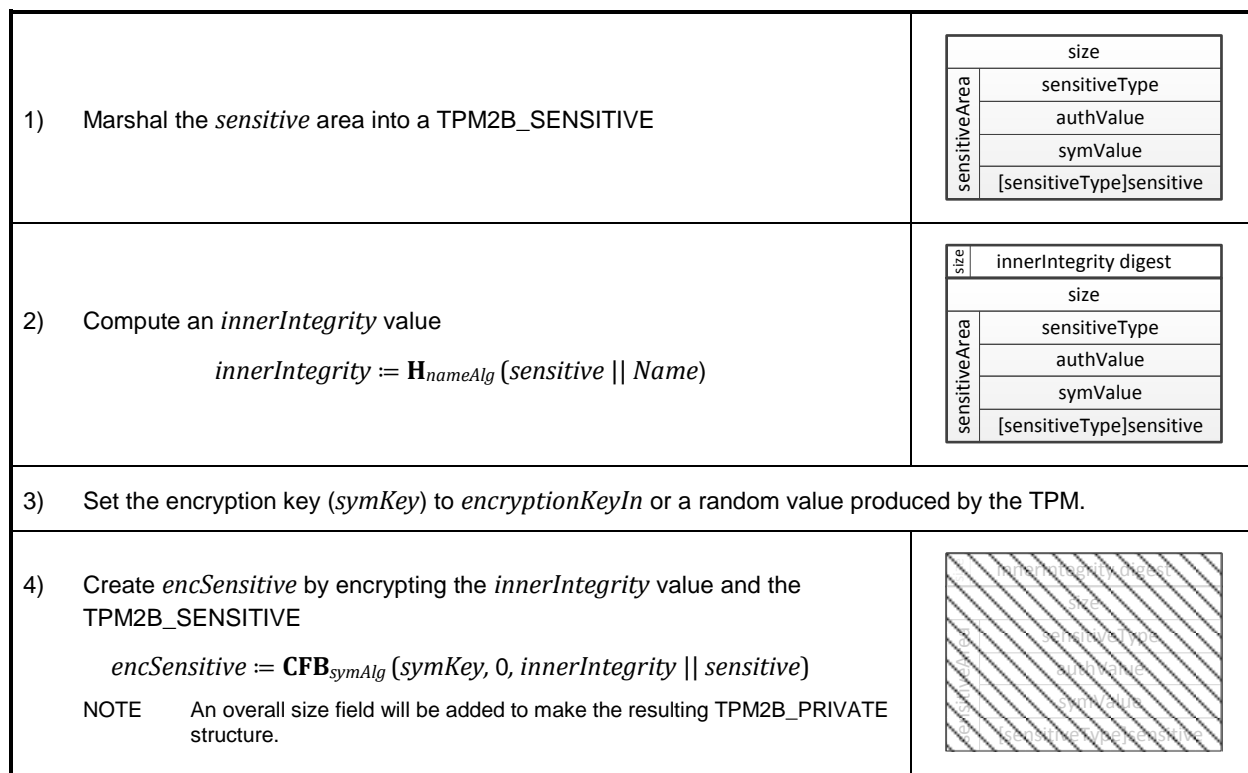 1) Marshal the sensitive area into a TPM2B_SENSITIVE
size
sensitiveArea
sensitiveType
authValue
symValue
[sensitiveType]sensitive
2) Compute an innerIntegrity value
innerIntegrity ≔ H_nameAlg (sensitive || Name)
size
innerIntegrity digest
size
sensitiveArea
sensitiveType
authValue
symValue
[sensitiveType]sensitive
3) Set the encryption key (symKey) to encryptionKeyIn or a random value produced by the TPM.
4) Create encSensitive by encrypting the innerIntegrity value and the
TPM2B_SENSITIVE
encSensitive ≔ CFB_symAlg (symKey, 0, innerIntegrity || sensitive)
NOTE An overall size field will be added to make the resulting TPM2B_PRIVATE
structure.
innerIntegrity digest
size
sensitiveArea
sensitiveType
authValue
symValue
[sensitiveType]sensitive